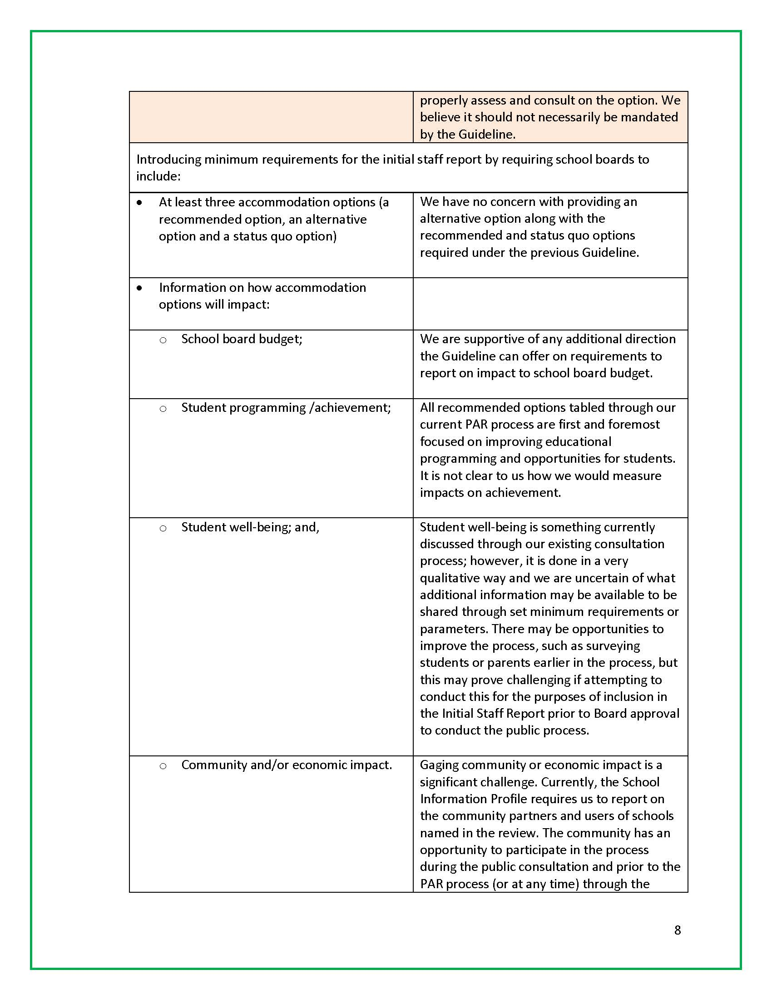 properly assess and consult on the option. We
believe it should not necessarily be mandated
by the Guideline.
Introducing minimum requirements for the initial staff report by requiring school boards to
include:
• At least three accommodation options (a
recommended option, an alternative
option and a status quo option)
We have no concern with providing an
alternative option along with the
recommended and status quo options
required under the previous Guideline.
• Information on how accommodation
options will impact:
o School board budget;
We are supportive of any additional direction
the Guideline can offer on requirements to
report on impact to school board budget.
o Student programming /achievement;
All recommended options tabled through our
current PAR process are first and foremost
focused on improving educational
programming and opportunities for students.
It is not clear to us how we would measure
impacts on achievement.
o Student well-being; and,
Student well-being is something currently
discussed through our existing consultation
process; however, it is done in a very
qualitative way and we are uncertain of what
additional information may be available to be
shared through set minimum requirements or
parameters. There may be opportunities to
improve the process, such as surveying
students or parents earlier in the process, but
this may prove challenging if attempting to
conduct this for the purposes of inclusion in
the Initial Staff Report prior to Board approval
to conduct the public process.
o Community and/or economic impact.
Gaging community or economic impact is a
significant challenge. Currently, the School
Information Profile requires us to report on
the community partners and users of schools
named in the review. The community has an
opportunity to participate in the process
during the public consultation and prior to the
PAR process (or at any time) through the
8